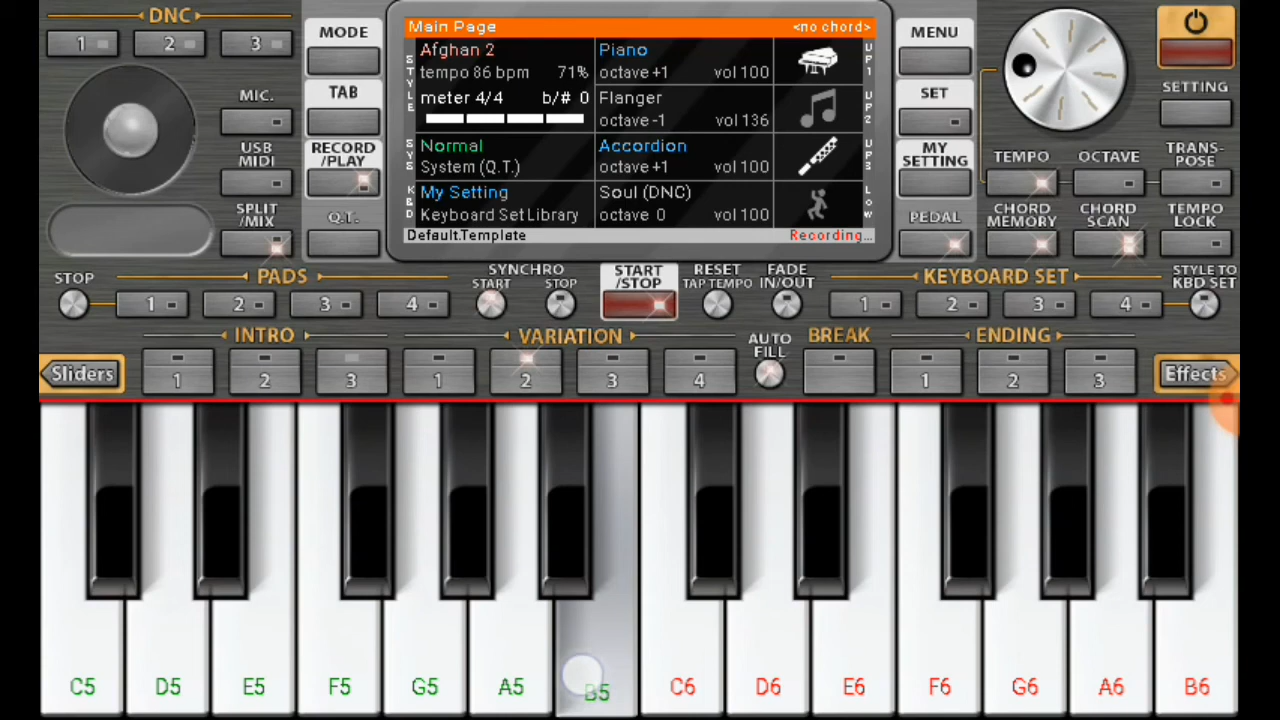 DNC
1 2 3
MODE
MIC.
TAB
USB
MIDI
RECORD
/PLAY
SPLIT
/MIX
Q.T.
Main Page <no chord>
STYLE
Afghan 2
tempo 86 bpm 71%
meter 4/4 b/# 0
Piano
octave +1 vol 100
UP1
Flanger
octave -1 vol 136
UP2
SYS
Normal
System (Q.T.)
Accordion
octave +1 vol 100
UP3
KBD
My Setting
Keyboard Set Library
Soul (DNC)
octave 0 vol 100
Low
Default.Template Recording...
MENU
SET
MY
SETTING
PEDAL
SETTING
TEMPO OCTAVE TRANS-
POSE
CHORD
MEMORY
CHORD
SCAN
TEMPO
LOCK
STOP
PADS
1 2 3 4
SYNCHRO
START STOP
START
/STOP
RESET
TAP TEMPO
FADE
IN/OUT
KEYBOARD SET
1 2 3 4
STYLE TO
KBD SET
Sliders
INTRO
1 2 3
VARIATION
1 2 3 4
AUTO
FILL
BREAK
ENDING
1 2 3
Effects
C5 D5 E5 F5 G5 A5 B5 C6 D6 E6 F6 G6 A6 B6